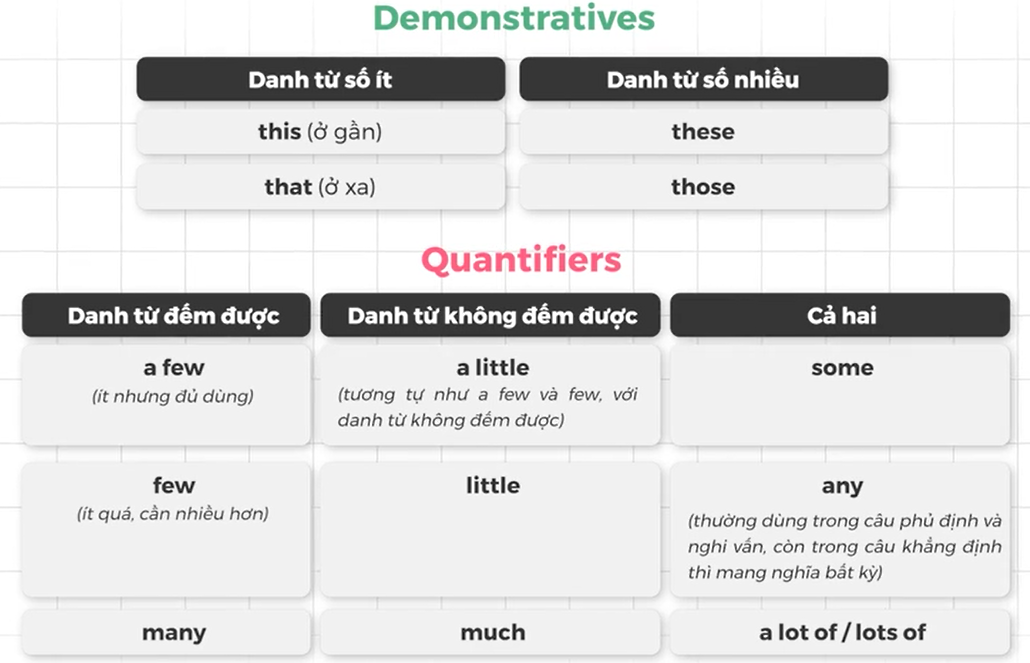 Demonstratives
Danh từ số ít
Danh từ số nhiều
this (ở gần)
these
that (ở xa)
those
Quantifiers
Danh từ đếm được
Danh từ không đếm được
Cả hai
a few
(ít nhưng đủ dùng)
a little
(tương tự như a few và few, với
danh từ không đếm được)
some
few
(ít quá, cần nhiều hơn)
little
any
(thường dùng trong câu phủ định và
nghi vấn, còn trong câu khẳng định
thì mang nghĩa bất kỳ)
many
much
a lot of / lots of